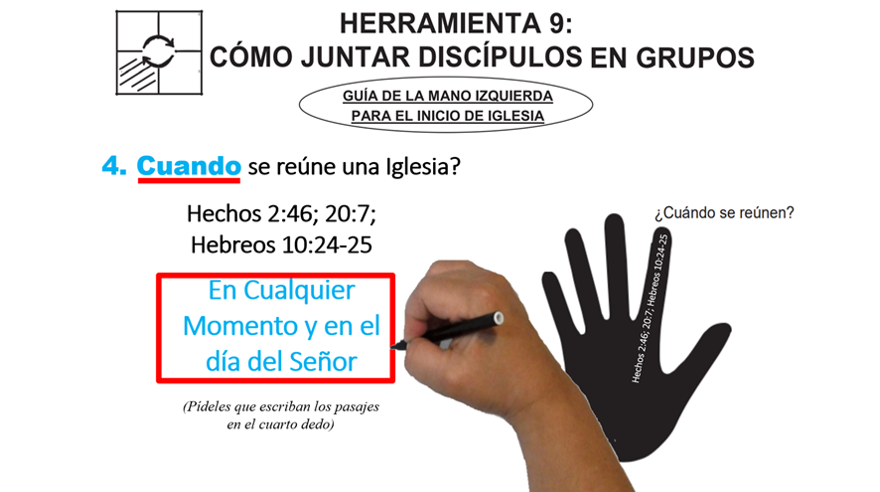 HERRAMIENTA 9:
CÓMO JUNTAR DISCÍPULOS EN GRUPOS
GUÍA DE LA MANO IZQUIERDA
PARA EL INICIO DE IGLESIA
4. Cuando se reúne una Iglesia?
Hechos 2:46; 20:7;
Hebreos 10:24-25
En Cualquier
Momento y en el
día del Señor
(Pídeles que escriban los pasajes
en el cuarto dedo)
¿Cuándo se reúnen?
Hechos 2:46; 20:7; Hebreos 10:24-25